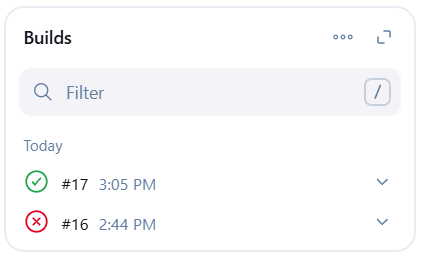 Builds
Filter /
Today
#17 3:05 PM
#16 2:44 PM